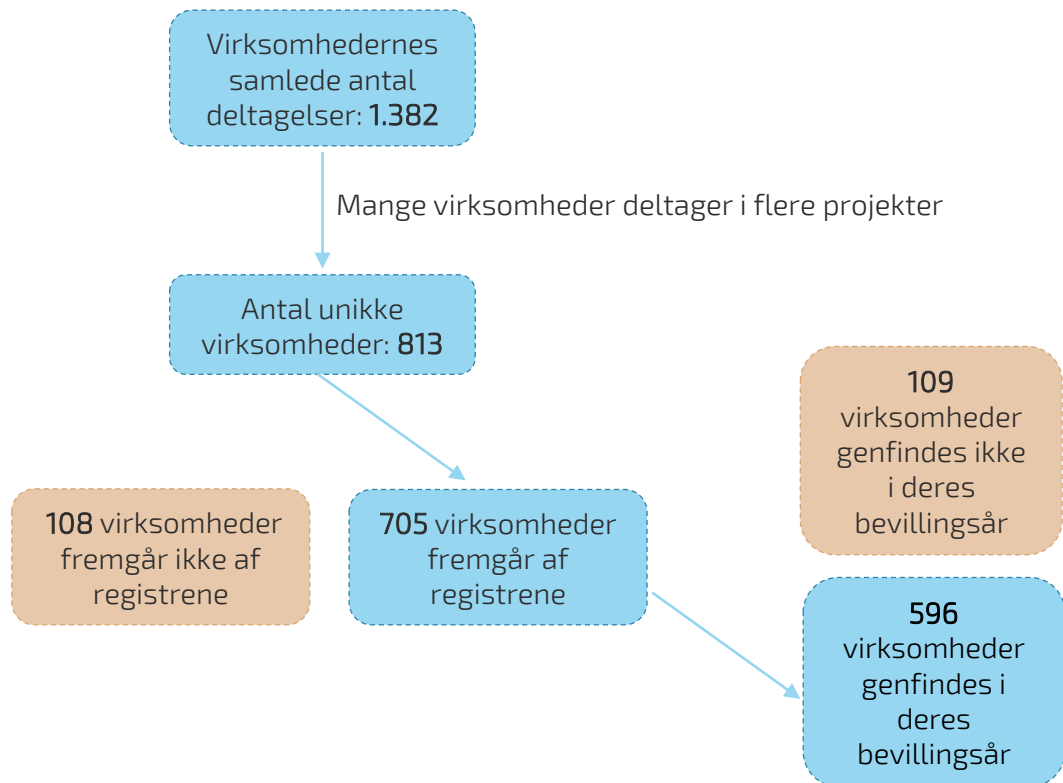 Virksomhedernes
samlede antal
deltagelser: 1.382
Mange virksomheder deltager i flere projekter
Antal unikke
virksomheder: 813
109
virksomheder
genfindes ikke
i deres
bevillingsår
108 virksomheder
fremgår ikke af
registrene
705 virksomheder
fremgår af
registrene
596
virksomheder
genfindes i
deres
bevillingsår